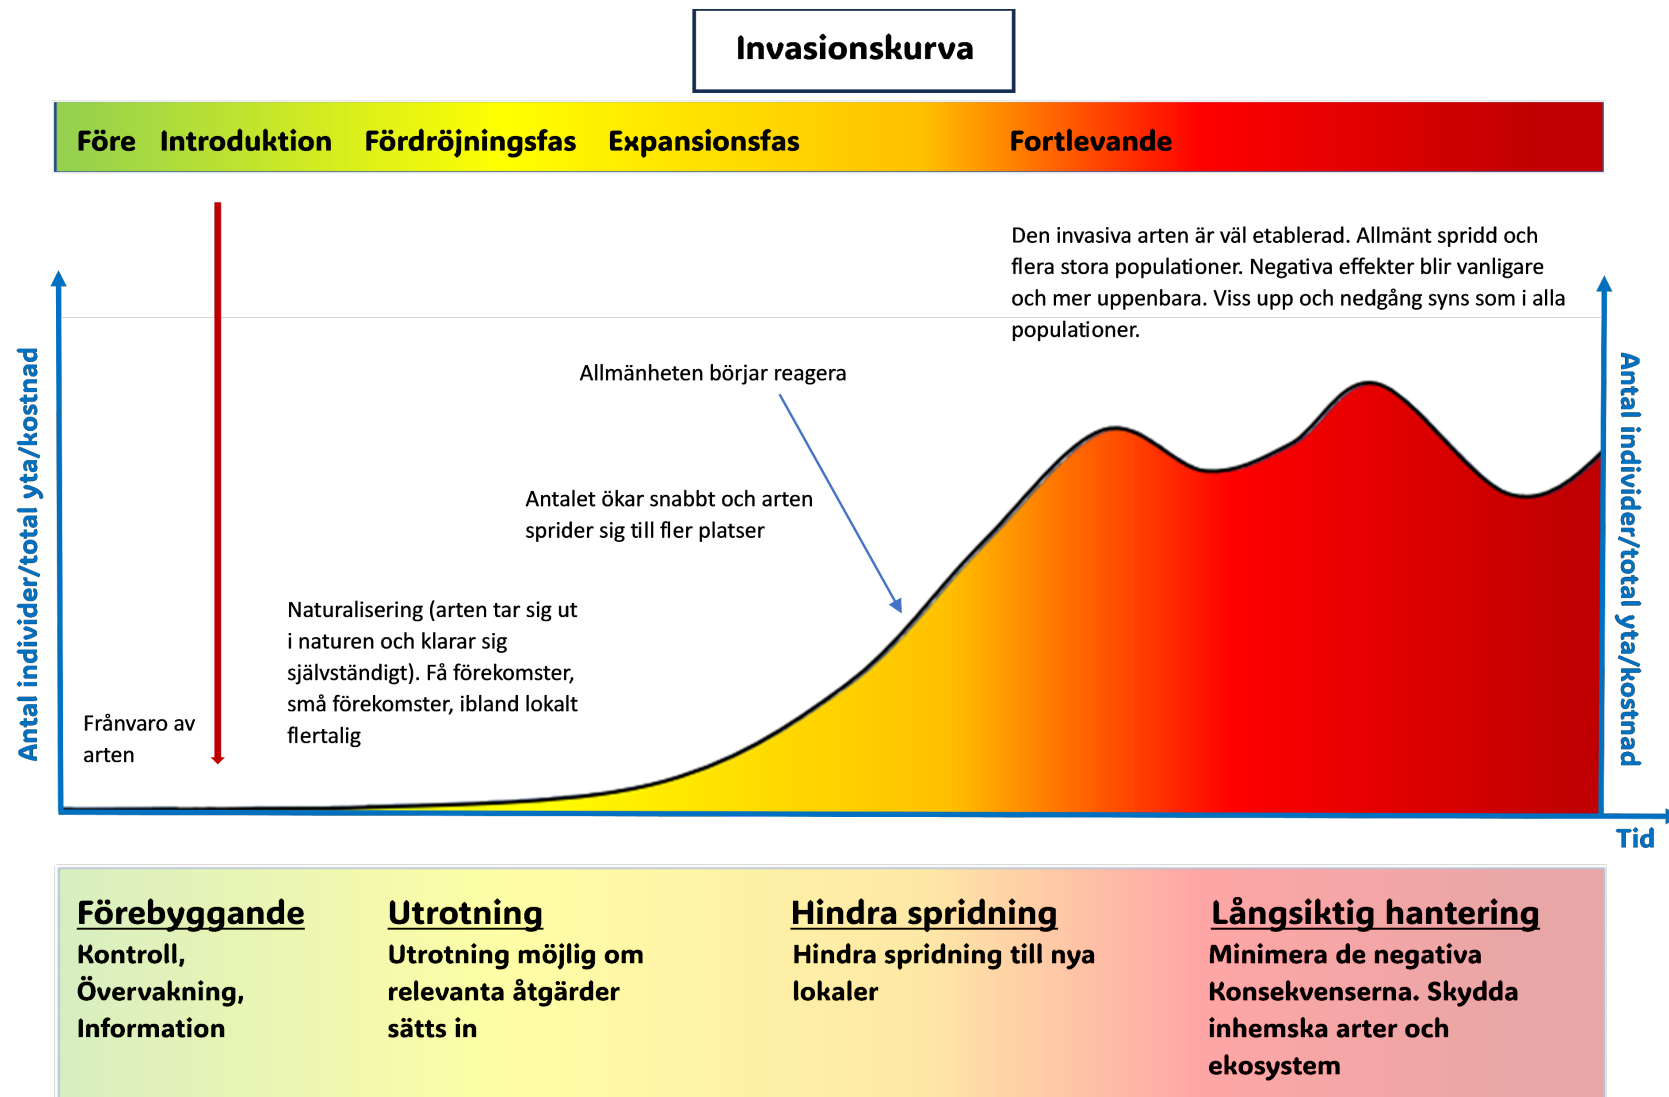 Invasionskurva
Före Introduktion Fördröjningsfas Expansionsfas Fortlevande
Den invasiva arten är väl etablerad. Allmänt spridd och
flera stora populationer. Negativa effekter blir vanligare
och mer uppenbara. Viss upp och nedgång syns som i alla
populationer.
Allmänheten börjar reagera
Antalet ökar snabbt och arten
sprider sig till fler platser
Naturalisering (arten tar sig ut
i naturen och klarar sig
självständigt). Få förekomster,
små förekomster, ibland lokalt
flertalig
Frånvaro av
arten
Antal individer/total yta/kostnad
Antal individer/total yta/kostnad
Tid
Förebyggande
Kontroll,
Övervakning,
Information
Utrotning
Utrotning möjlig om
relevanta åtgärder
sätts in
Hindra spridning
Hindra spridning till nya
lokaler
Långsiktig hantering
Minimera de negativa
Konsekvenserna. Skydda
inhemska arter och
ekosystem